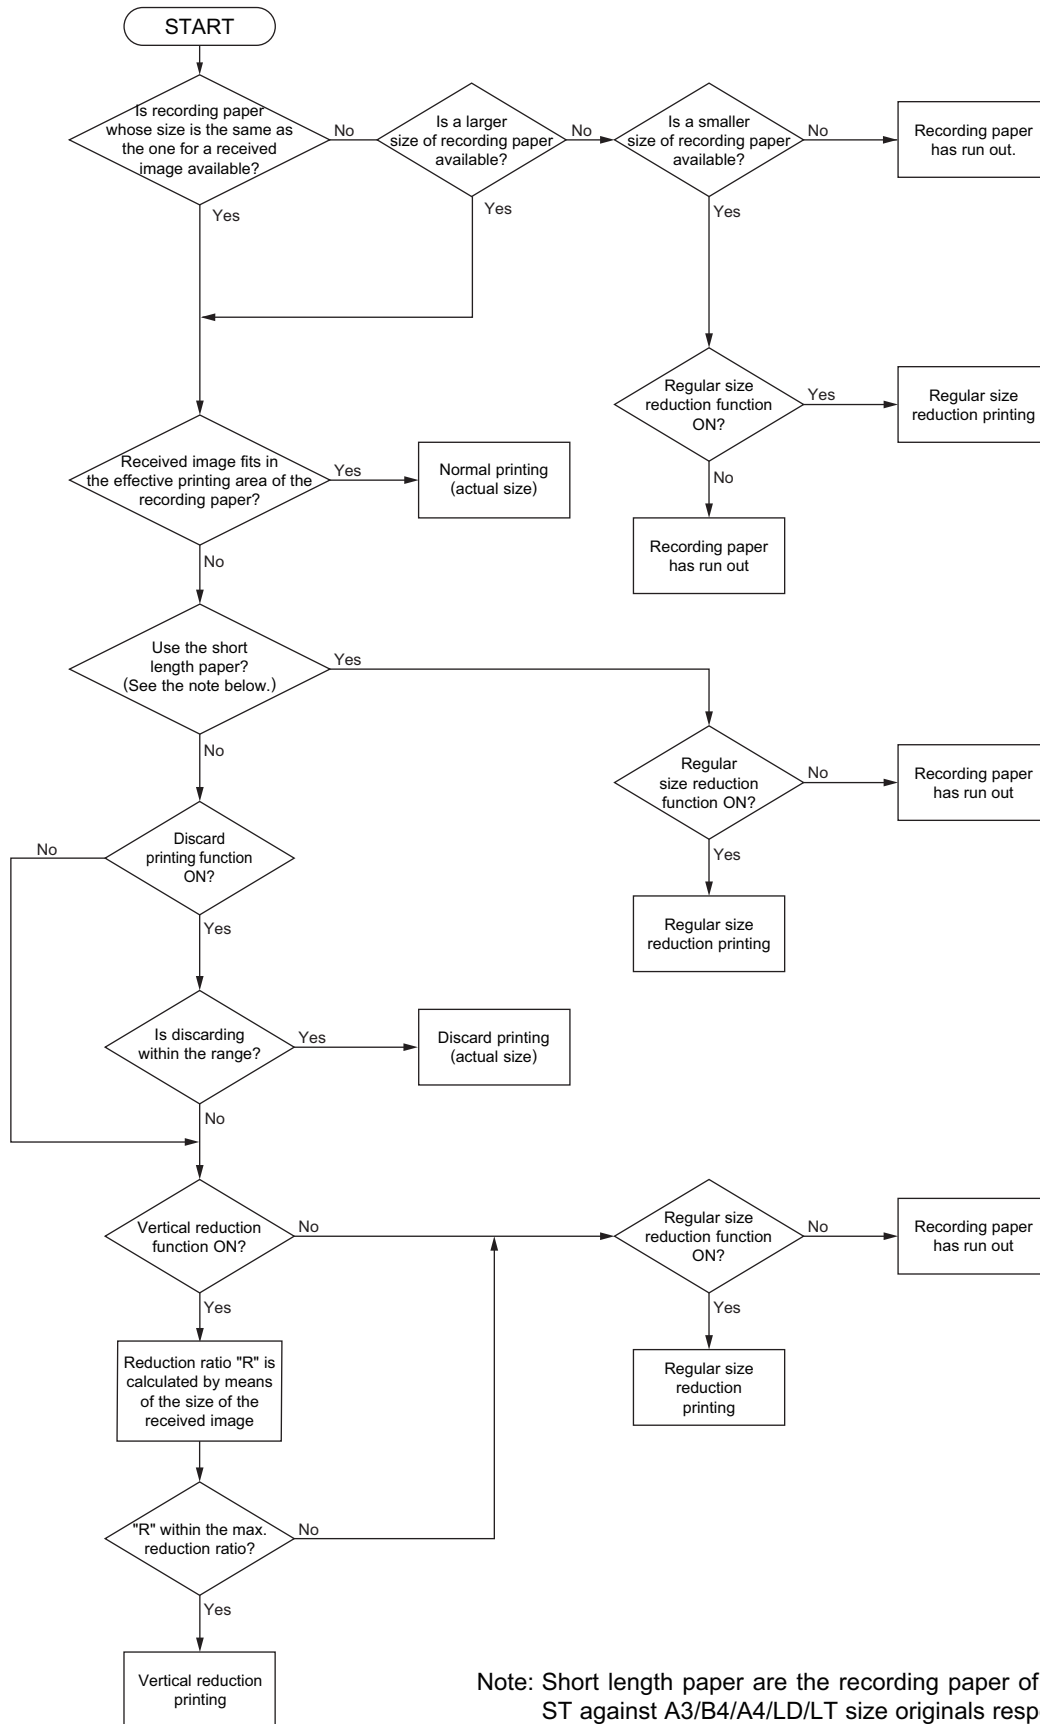 START
Is recording paper
whose size is the same as
the one for a received
image available?
No
Is a larger
size of recording paper
available?
No
Is a smaller
size of recording paper
available?
No
Recording paper
has run out.
Yes
Yes
Yes
Regular size
reduction function
ON?
Yes
Regular size
reduction printing
No
Recording paper
has run out
Received image fits in
the effective printing area of the
recording paper?
Yes
Normal printing
(actual size)
No
Use the short
length paper?
(See the note below.)
Yes
No
Regular
size reduction
function ON?
No
Recording paper
has run out
Yes
Regular size
reduction printing
Discard
printing function
ON?
No
Yes
Is discarding
within the range?
Yes
Discard printing
(actual size)
No
Vertical reduction
function ON?
No
Regular size
reduction function
ON?
No
Recording paper
has run out
Yes
Yes
Regular size
reduction
printing
Reduction ratio "R" is
calculated by means
of the size of the
received image
"R" within the max.
reduction ratio?
No
Yes
Vertical reduction
printing
Note: Short length paper are the recording paper of
ST against A3/B4/A4/LD/LT size originals